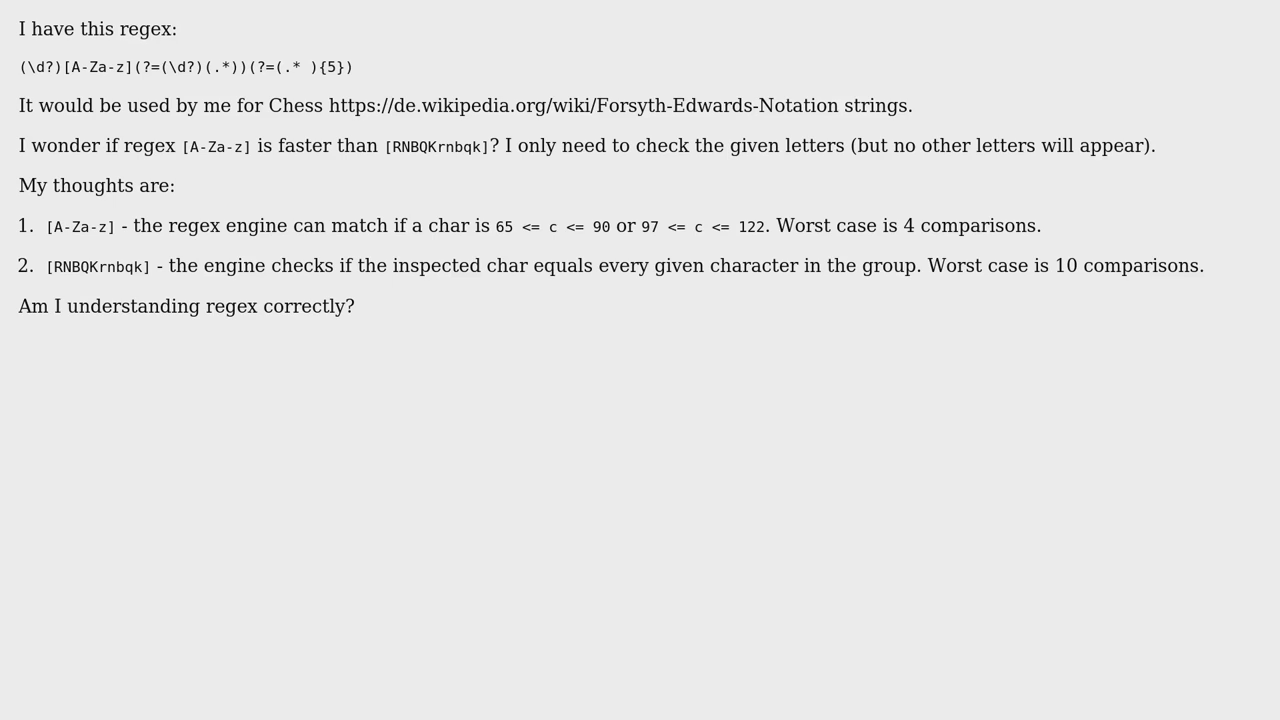 I have this regex:
(\d?)[A-Za-z](?=(\d?)(.*))(?=(.* ){5})
It would be used by me for Chess https://de.wikipedia.org/wiki/Forsyth-Edwards-Notation strings.
I wonder if regex [A-Za-z] is faster than [RNBQKrnbqk]? I only need to check the given letters (but no other letters will appear).
My thoughts are:
1. [A-Za-z] - the regex engine can match if a char is 65 <= c <= 90 or 97 <= c <= 122. Worst case is 4 comparisons.
2. [RNBQKrnbqk] - the engine checks if the inspected char equals every given character in the group. Worst case is 10 comparisons.
Am I understanding regex correctly?